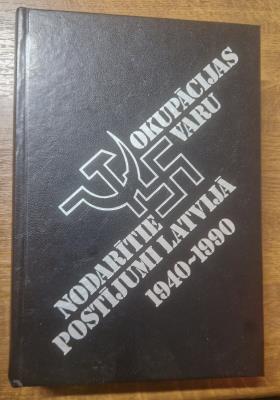 OKUPĀCIJAS
VARU
NODARĪTIE
POSTĪJUMI LATVIJĀ
1940-1990